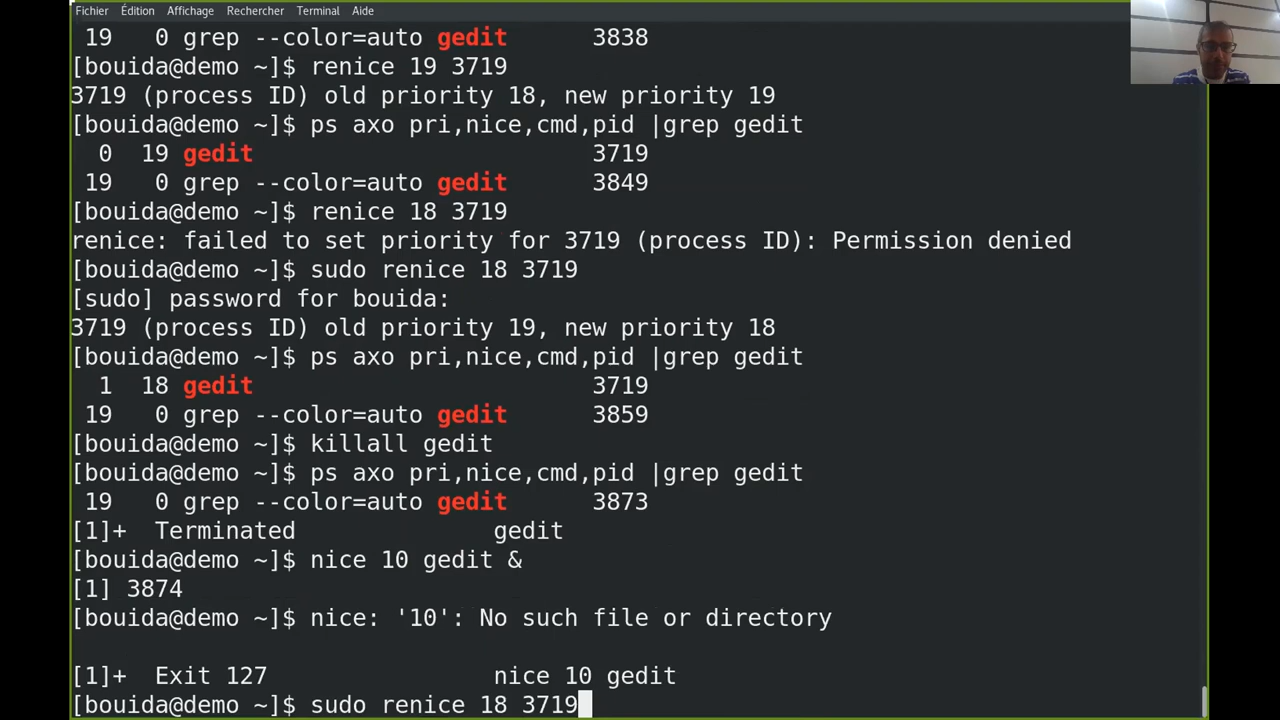 Fichier Édition Affichage Rechercher Terminal Aide
19 0 grep --color=auto gedit 3838
[bouida@demo ~]$ renice 19 3719
3719 (process ID) old priority 18, new priority 19
[bouida@demo ~]$ ps axo pri,nice,cmd,pid |grep gedit
0 19 gedit 3719
19 0 grep --color=auto gedit 3849
[bouida@demo ~]$ renice 18 3719
renice: failed to set priority for 3719 (process ID): Permission denied
[bouida@demo ~]$ sudo renice 18 3719
[sudo] password for bouida:
3719 (process ID) old priority 19, new priority 18
[bouida@demo ~]$ ps axo pri,nice,cmd,pid |grep gedit
1 18 gedit 3719
19 0 grep --color=auto gedit 3859
[bouida@demo ~]$ killall gedit
[bouida@demo ~]$ ps axo pri,nice,cmd,pid |grep gedit
19 0 grep --color=auto gedit 3873
[1]+ Terminated gedit
[bouida@demo ~]$ nice 10 gedit &
[1] 3874
[bouida@demo ~]$ nice: '10': No such file or directory
[1]+ Exit 127 nice 10 gedit
[bouida@demo ~]$ sudo renice 18 3719